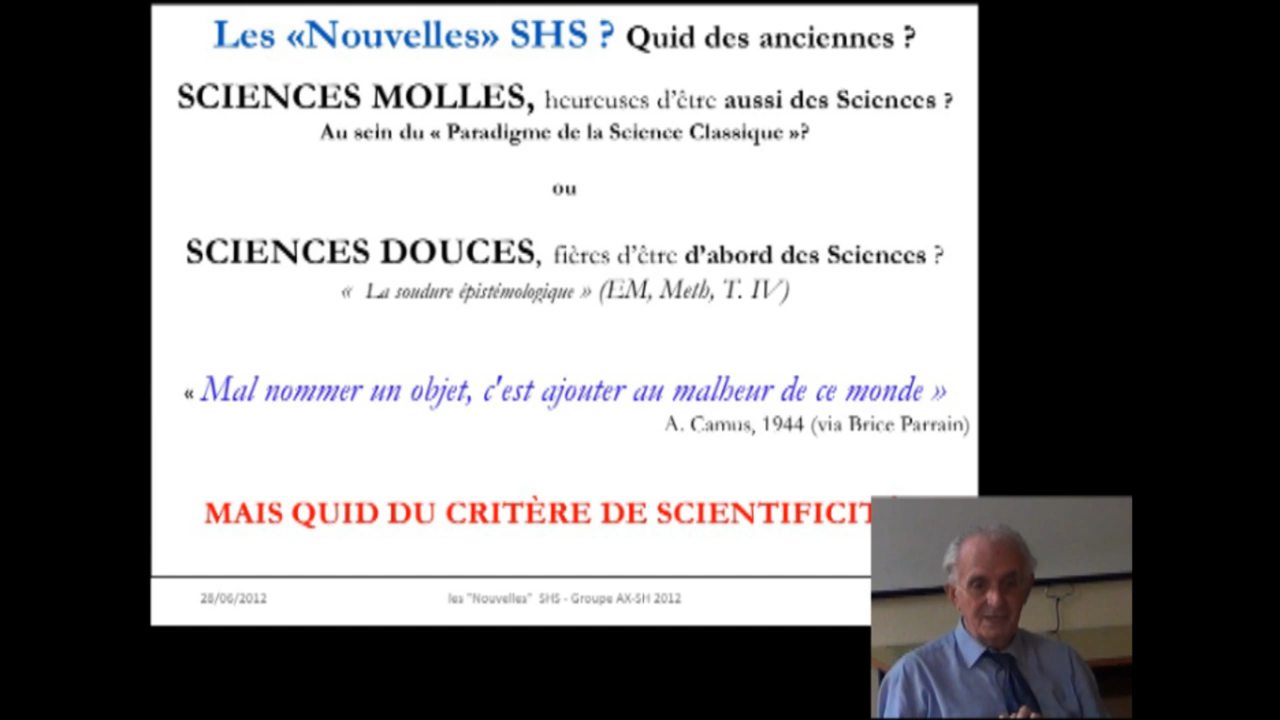 Les «Nouvelles» SHS ? Quid des anciennes ?
SCIENCES MOLLES, heureuses d'être aussi des Sciences ?
Au sein du « Paradigme de la Science Classique »?
ou
SCIENCES DOUCES, fières d'être d'abord des Sciences ?
« La soudure épistémologique » (EM, Meth, T. IV)
« Mal nommer un objet, c'est ajouter au malheur de ce monde »
A. Camus, 1944 (via Brice Parrain)
MAIS QUID DU CRITÈRE DE SCIENTIFICIT
28/06/2012 les "Nouvelles" SHS - Groupe AX-SH 2012